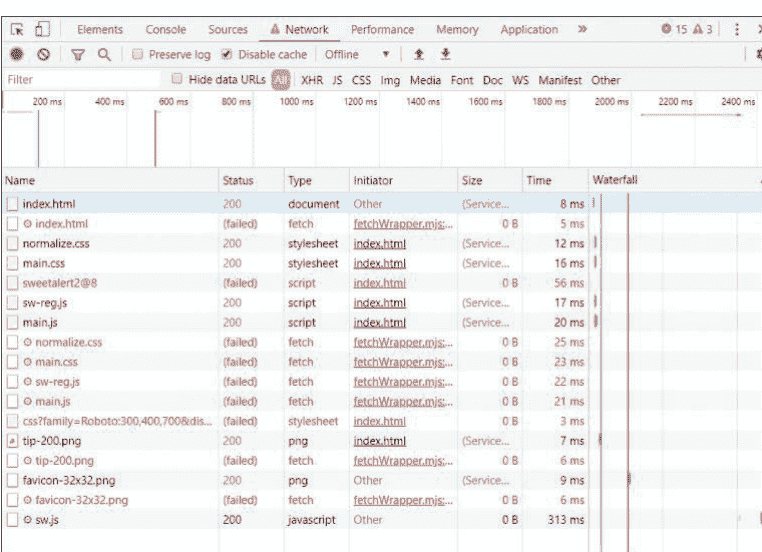 Elements Console Sources Network Performance Memory Application » 15 3
Preserve log Disable cache Offline
Filter Hide data URLs All XHR JS CSS Img Media Font Doc WS Manifest Other
200 ms 400 ms 600 ms 800 ms 1000 ms 1200 ms 1400 ms 1600 ms 1800 ms 2000 ms 2200 ms 2400 ms
Name Status Type Initiator Size Time Waterfall
index.html 200 document Other (Service... 8 ms
index.html (failed) fetch fetchWrapper.mjs:... 0 B 5 ms
normalize.css 200 stylesheet index.html (Service... 12 ms
main.css 200 stylesheet index.html (Service... 16 ms
sweetalert2@8 (failed) script index.html 0 B 56 ms
sw-reg.js 200 script index.html (Service... 17 ms
main.js 200 script index.html (Service... 20 ms
normalize.css (failed) fetch fetchWrapper.mjs:... 0 B 25 ms
main.css (failed) fetch fetchWrapper.mjs:... 0 B 23 ms
sw-reg.js (failed) fetch fetchWrapper.mjs:... 0 B 22 ms
main.js (failed) fetch fetchWrapper.mjs:... 0 B 21 ms
css?family=Roboto:300,400,700&dis... (failed) stylesheet index.html 0 B 3 ms
tip-200.png 200 png index.html (Service... 7 ms
tip-200.png (failed) fetch fetchWrapper.mjs:... 0 B 6 ms
favicon-32x32.png 200 png Other (Service... 9 ms
favicon-32x32.png (failed) fetch fetchWrapper.mjs:... 0 B 6 ms
sw.js 200 javascript Other 0 B 313 ms